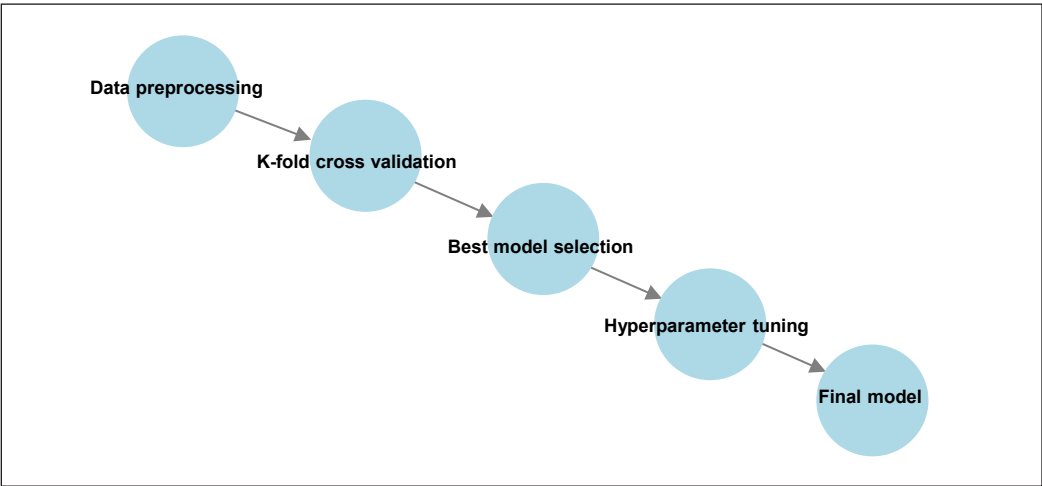 Data preprocessing
K-fold cross validation
Best model selection
Hyperparameter tuning
Final model